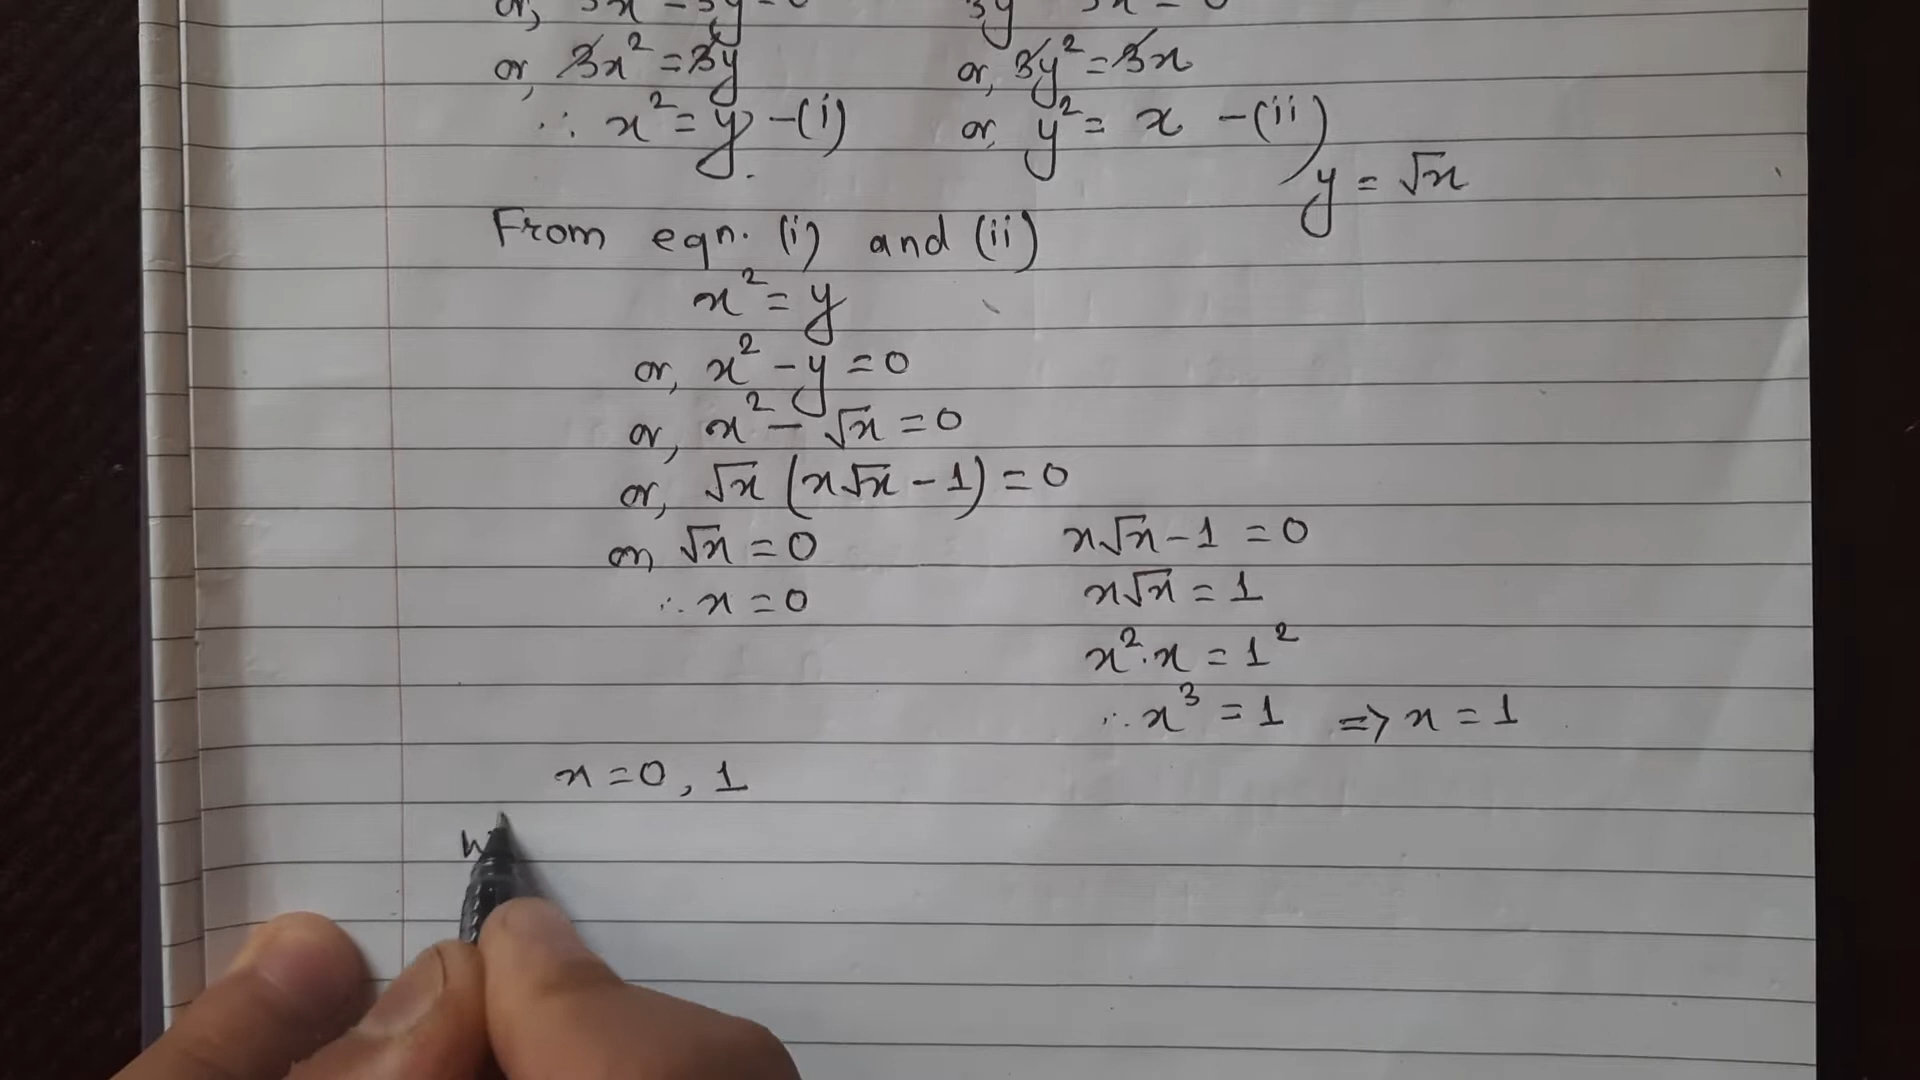 or, 3x² = 3y    or, 3y² = 3x
∴ x² = y -(i)    or, y² = x -(ii)
y = √x
From eqn. (i) and (ii)
x² = y
or, x² - y = 0
or, x² - √x = 0
or, √x (x√x - 1) = 0
or, √x = 0    x√x - 1 = 0
∴ x = 0    x√x = 1
x².x = 1²
∴ x³ = 1 => x = 1
x = 0, 1